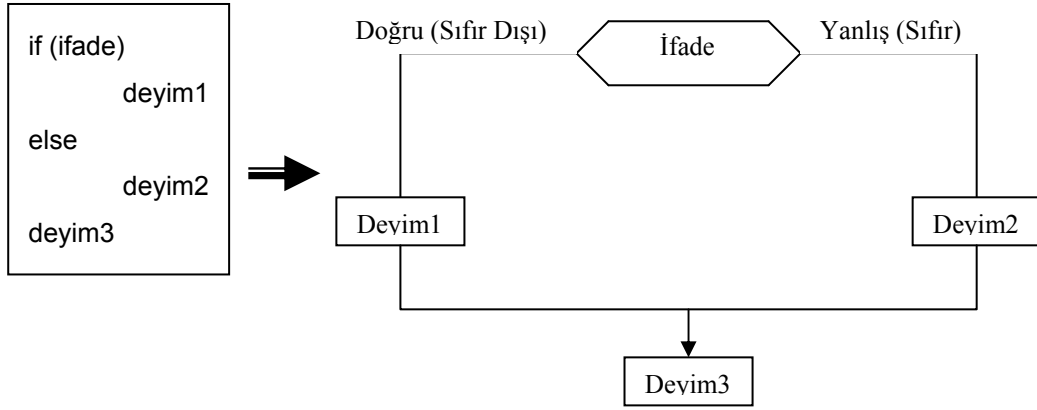 if (ifade)
deyim1
else
deyim2
deyim3
Doğru (Sıfır Dışı)
İfade
Yanlış (Sıfır)
Deyim1
Deyim2
Deyim3